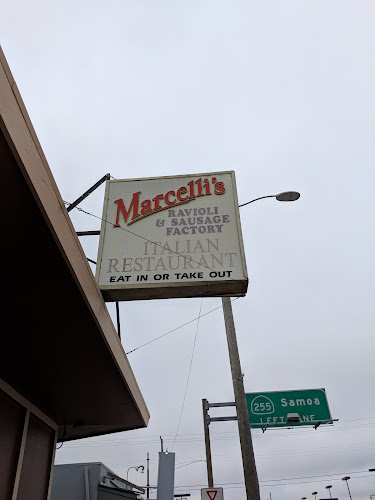 Marcelli's
RAVIOLI
& SAUSAGE
FACTORY
ITALIAN
RESTAURANT
EAT IN OR TAKE OUT
255 Samoa
LEFT LANE